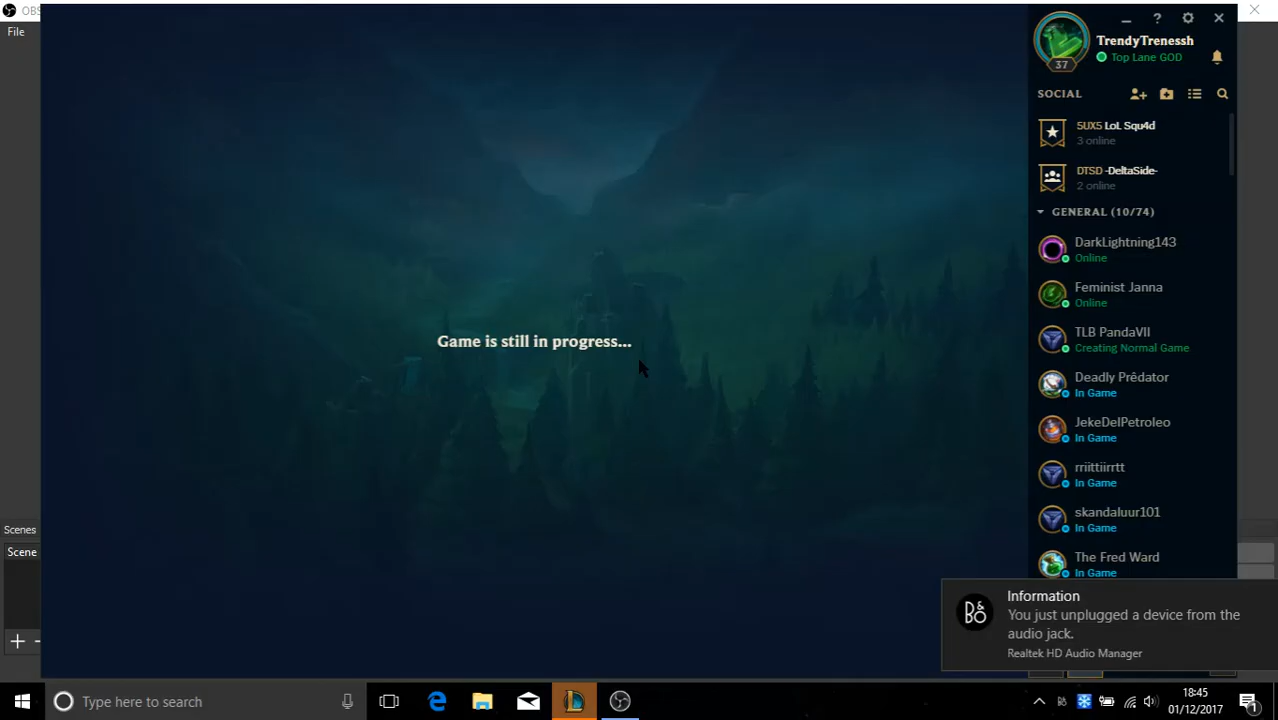 OBS
File
TrendyTrenessh
37
Top Lane GOD
SOCIAL
5UX5 LoL Squ4d
3 online
DTSD -DeltaSide-
2 online
GENERAL (10/74)
DarkLightning143
Online
Feminist Janna
Online
TLB PandaVII
Creating Normal Game
Deadly Prêdator
In Game
JekeDelPetroleo
In Game
rriittiirrtt
In Game
skandaluur101
In Game
The Fred Ward
In Game
Game is still in progress...
Scenes
Scene
Information
You just unplugged a device from the
audio jack.
Realtek HD Audio Manager
B&O
Type here to search
18:45
01/12/2017
1